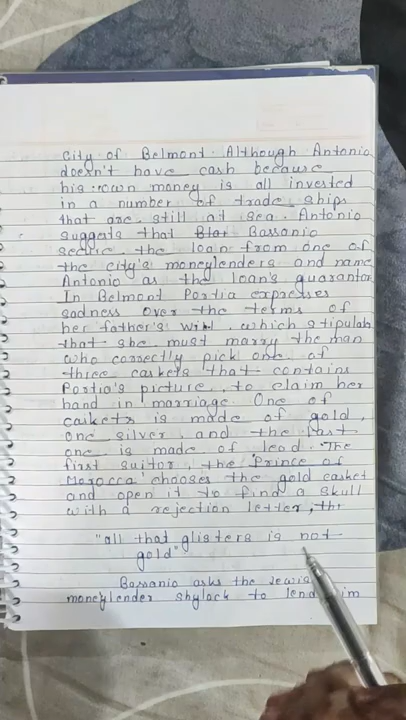 city of Belmont. Although Antonio
doesn't have cash because
his own money is all invested
in a number of trade ships
that are still at sea. Antonio
suggests that Bassanio
secure the loan from one of
the city's moneylenders and name
Antonio as the loan's guarantor
In Belmont Portia expresses
sadness over the terms of
her father's will, which stipulat
that she must marry the man
who correctly pick one of
three caskets that contains
Portia's picture, to claim her
hand in marriage. One of
caskets is made of gold,
one silver, and the last
one is made of lead. The
first suitor, the Prince of
Morocca chooses the gold casket
and open it to find a skull
with a rejection letter, th
"all that glisters is not
gold"
Bassanio asks the Jewis
moneylender Shylock to lend im